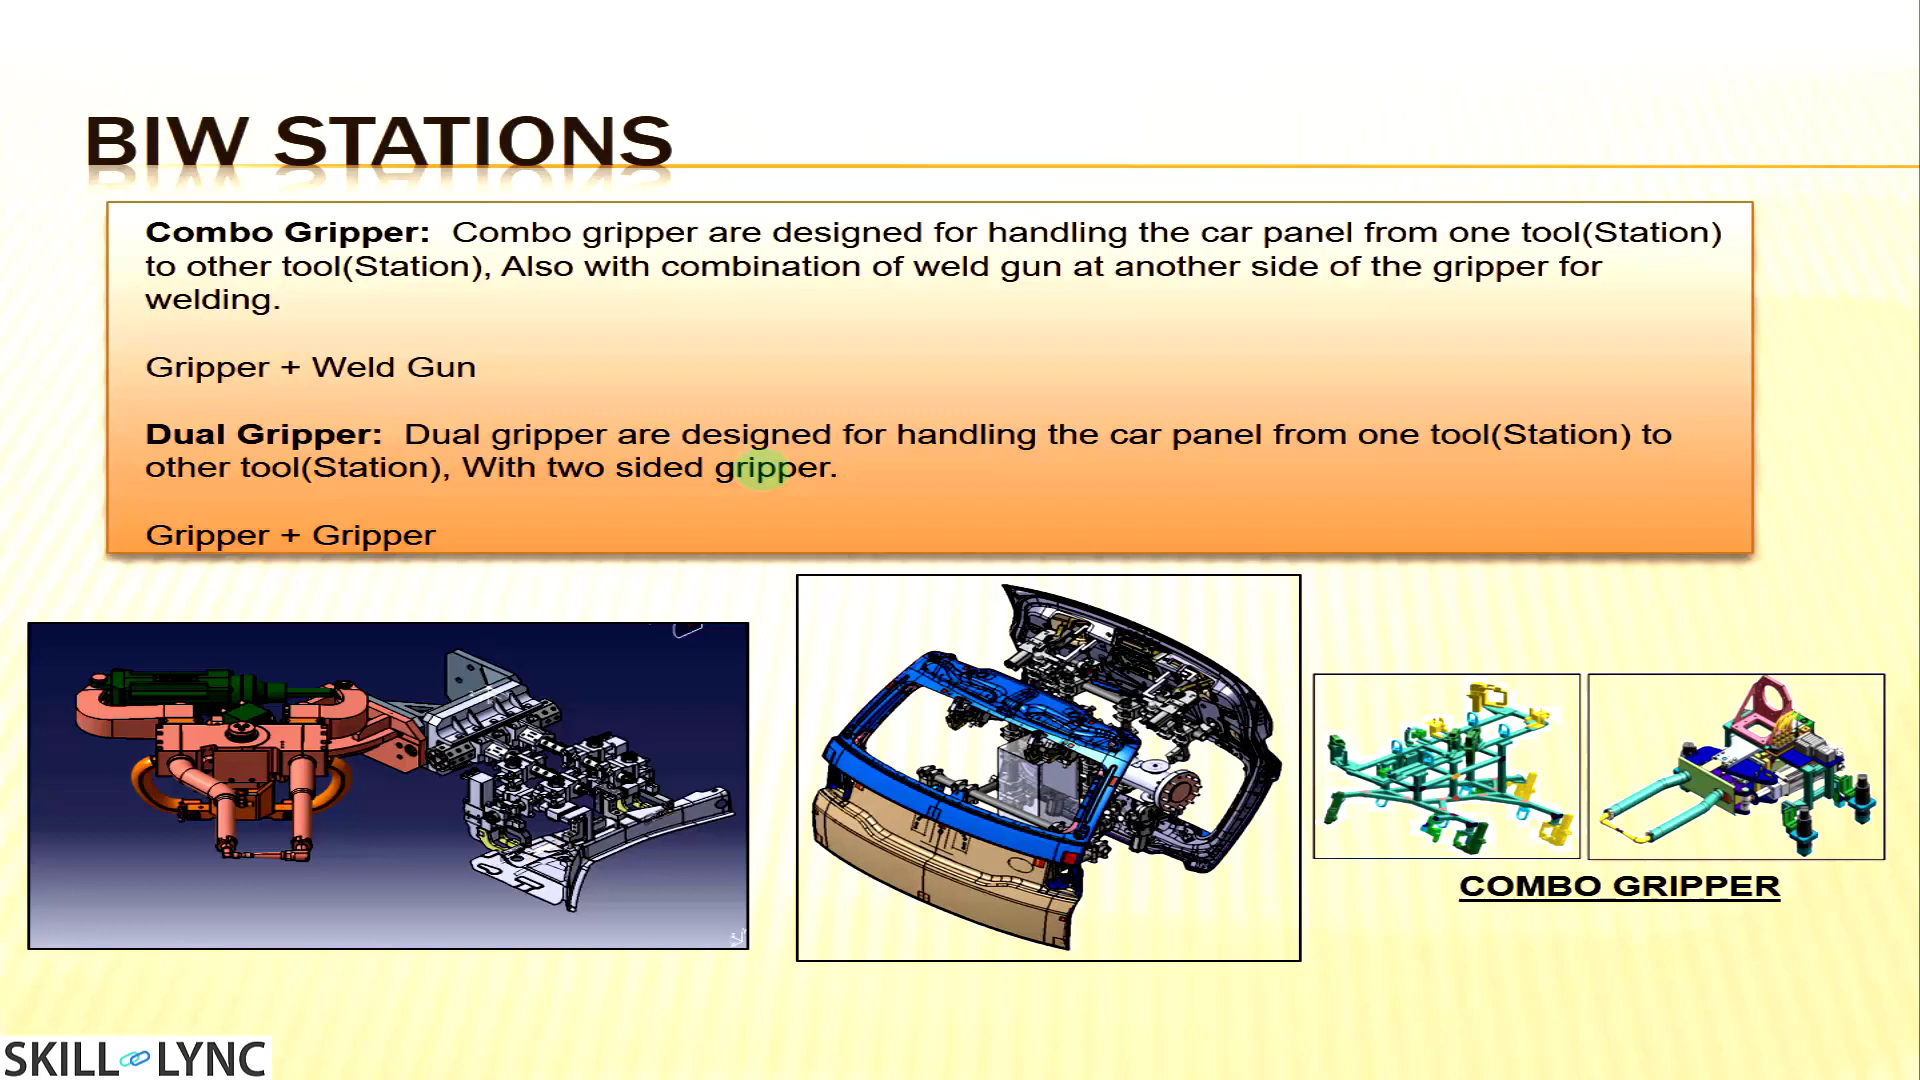 BIW STATIONS
Combo Gripper: Combo gripper are designed for handling the car panel from one tool(Station)
to other tool(Station), Also with combination of weld gun at another side of the gripper for
welding.
Gripper + Weld Gun
Dual Gripper: Dual gripper are designed for handling the car panel from one tool(Station) to
other tool(Station), With two sided gripper.
Gripper + Gripper
COMBO GRIPPER
SKILL LYNC